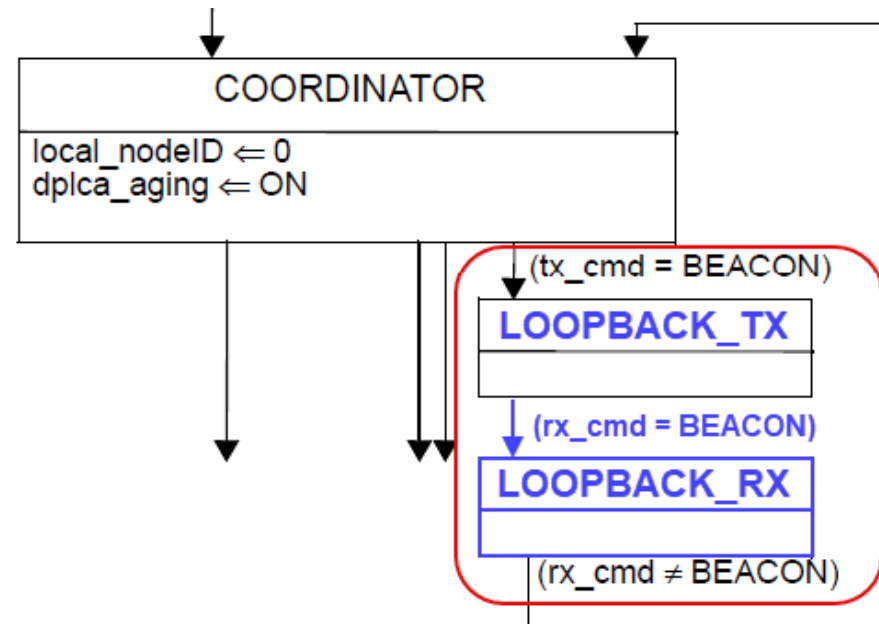 COORDINATOR
local_nodeID ⇐ 0
dplca_aging ⇐ ON
(tx_cmd = BEACON)
LOOPBACK_TX
(rx_cmd = BEACON)
LOOPBACK_RX
(rx_cmd ≠ BEACON)